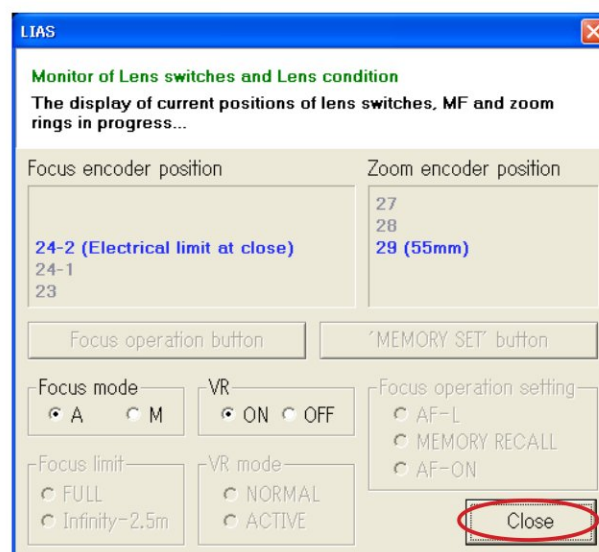 LIAS
Monitor of Lens switches and Lens condition
The display of current positions of lens switches, MF and zoom
rings in progress...
Focus encoder position
24-2 (Electrical limit at close)
24-1
23
Zoom encoder position
27
28
29 (55mm)
Focus operation button
'MEMORY SET' button
Focus mode
A M
VR
ON OFF
Focus operation setting
AF-L
MEMORY RECALL
AF-ON
Focus limit
FULL
Infinity-2.5m
VR mode
NORMAL
ACTIVE
Close